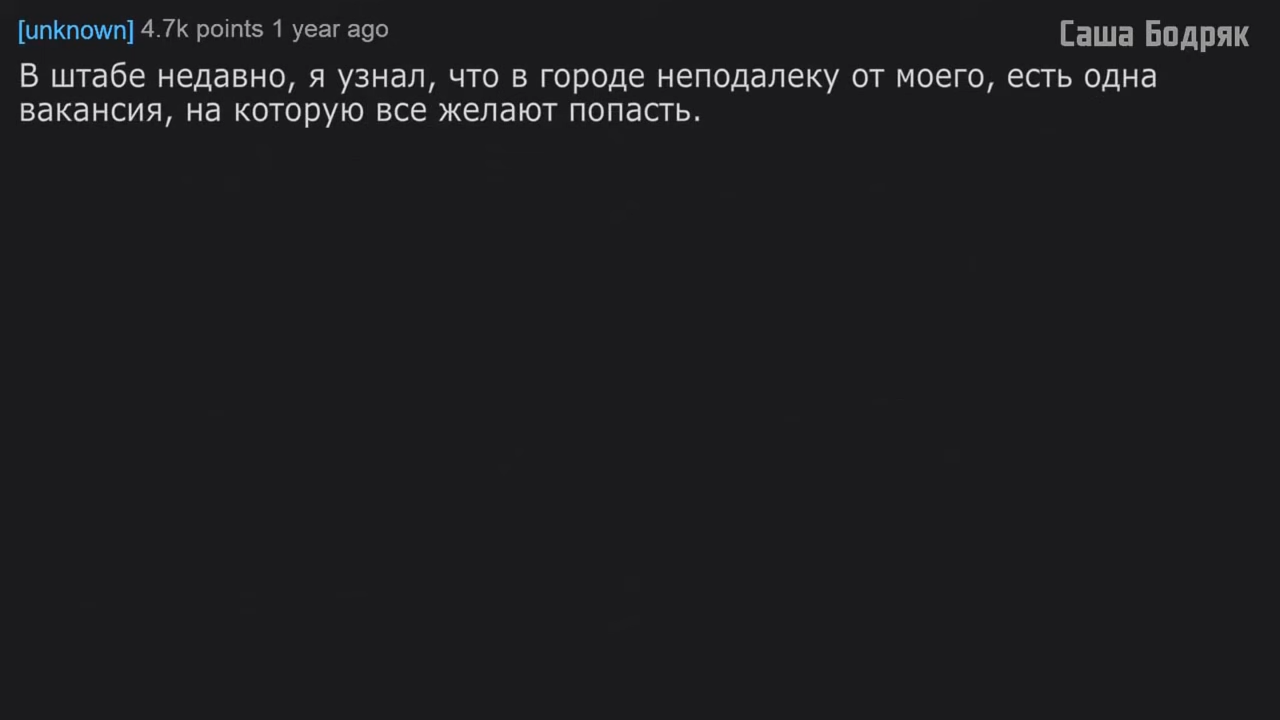 [unknown] 4.7k points 1 year ago
Саша Бодряк
В штабе недавно, я узнал, что в городе неподалеку от моего, есть одна
вакансия, на которую все желают попасть.